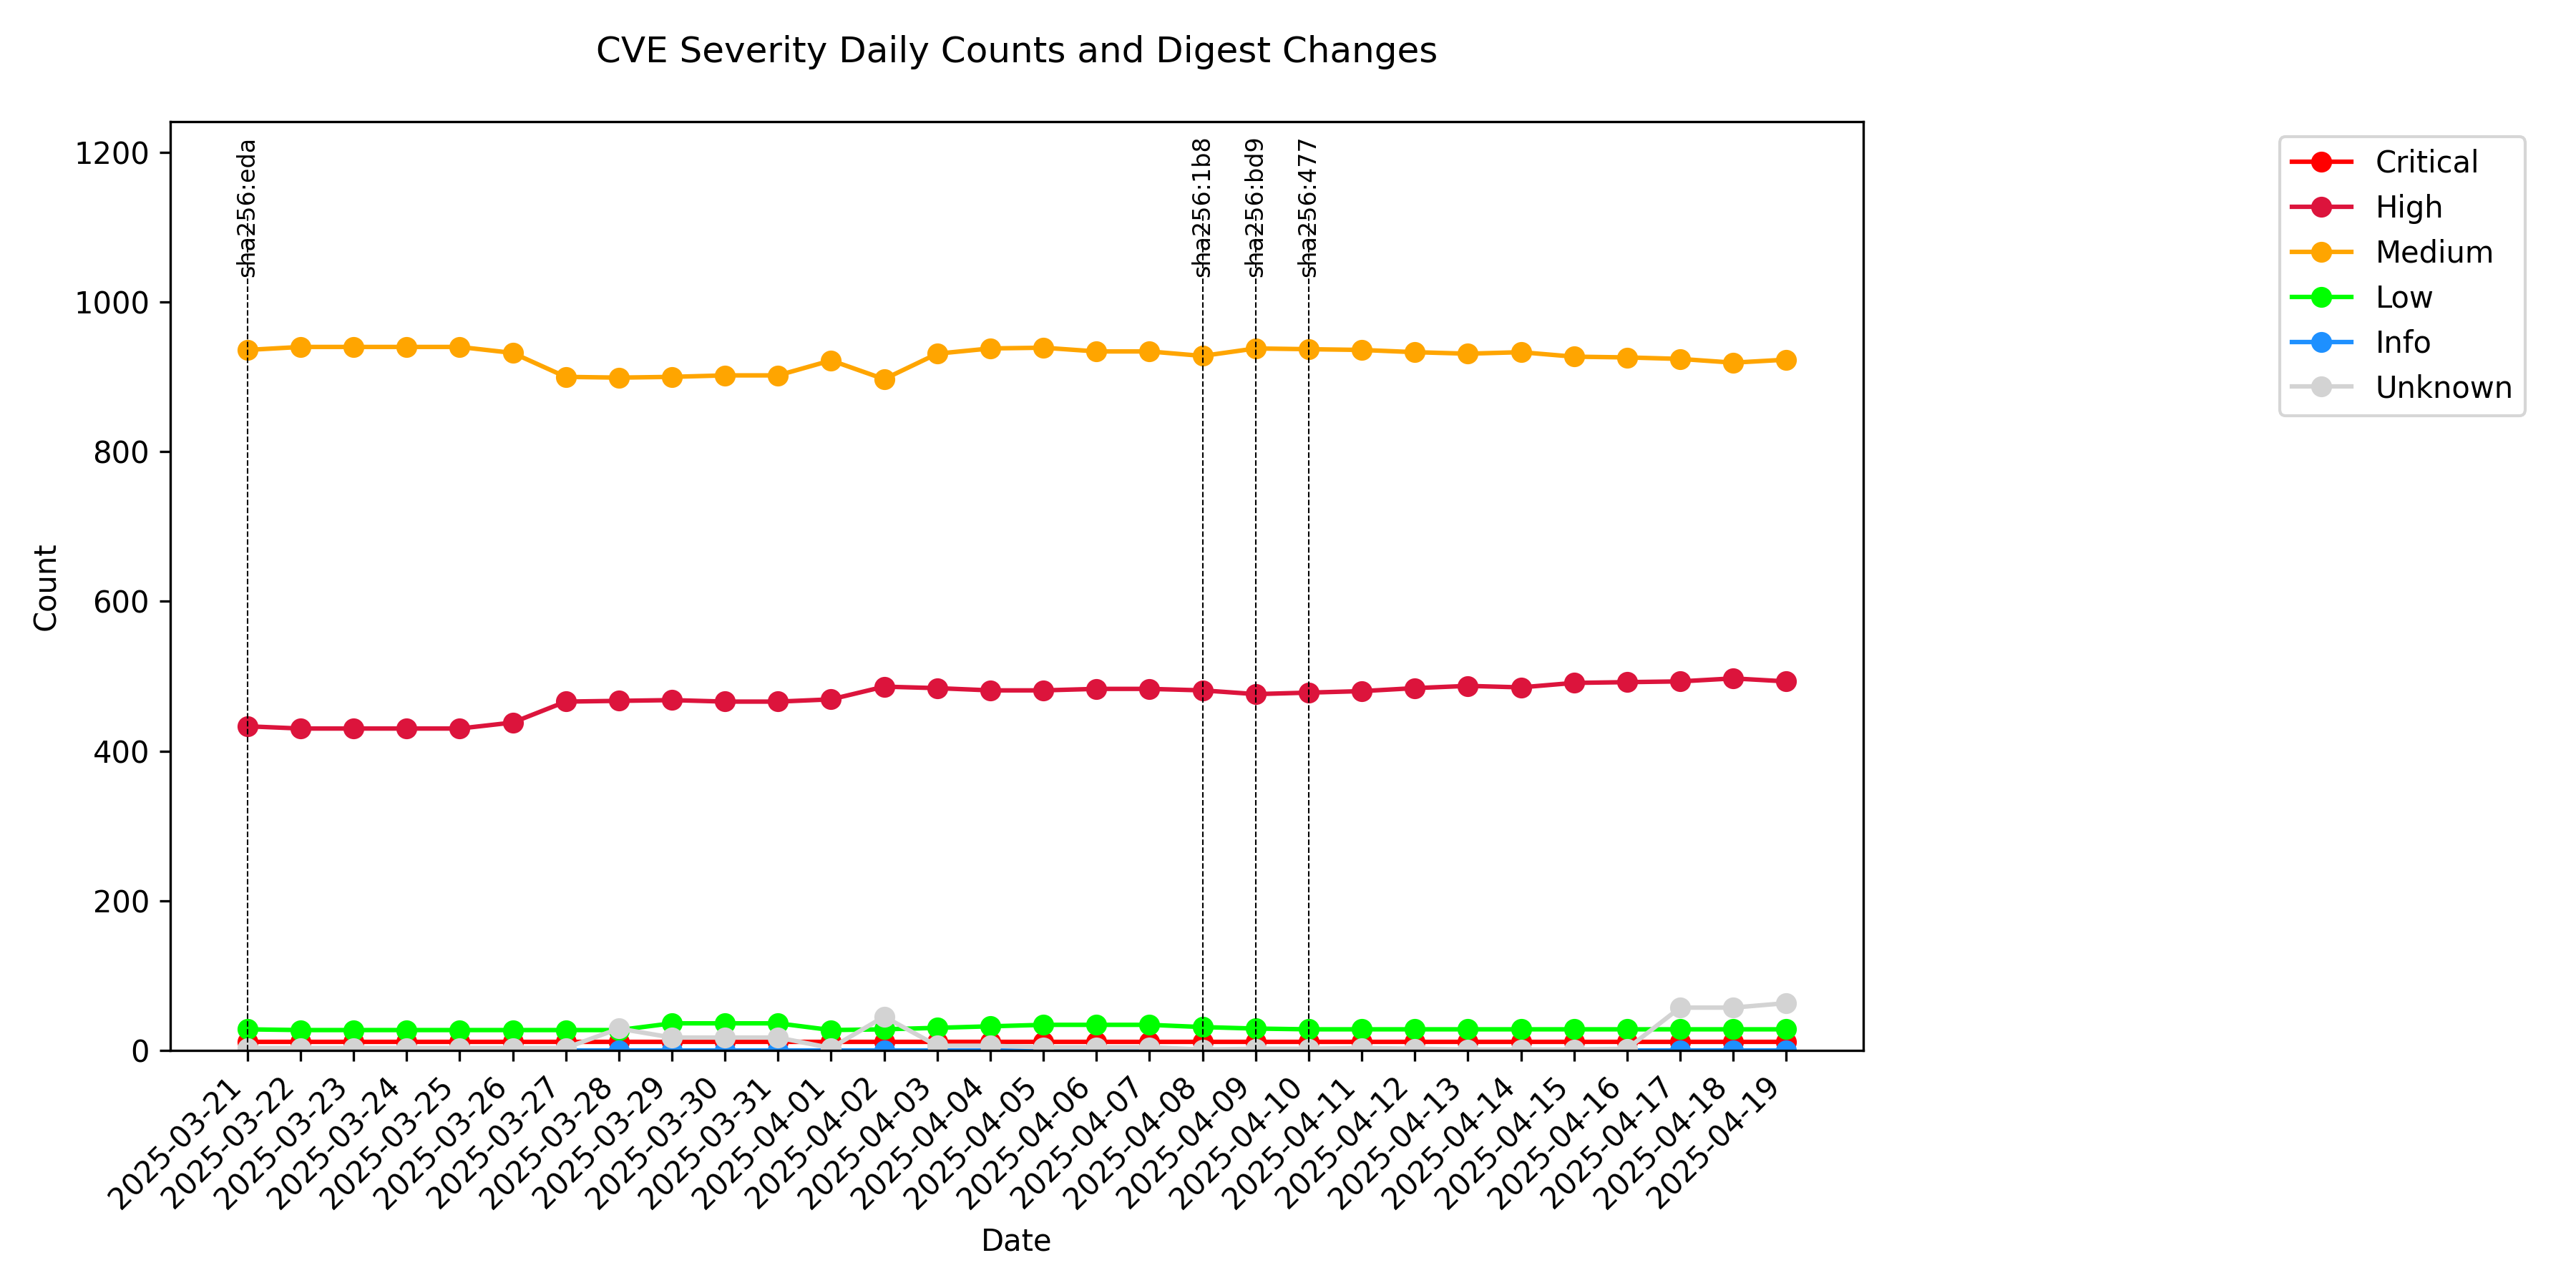 CVE Severity Daily Counts and Digest Changes
1200
1000
800
600
400
200
0
Count
sha256:eda
sha256:1b8
sha256:bd9
sha256:477
Critical
High
Medium
Low
Info
Unknown
2025-03-21
2025-03-22
2025-03-23
2025-03-24
2025-03-25
2025-03-26
2025-03-27
2025-03-28
2025-03-29
2025-03-30
2025-03-31
2025-04-01
2025-04-02
2025-04-03
2025-04-04
2025-04-05
2025-04-06
2025-04-07
2025-04-08
2025-04-09
2025-04-10
2025-04-11
2025-04-12
2025-04-13
2025-04-14
2025-04-15
2025-04-16
2025-04-17
2025-04-18
2025-04-19
Date